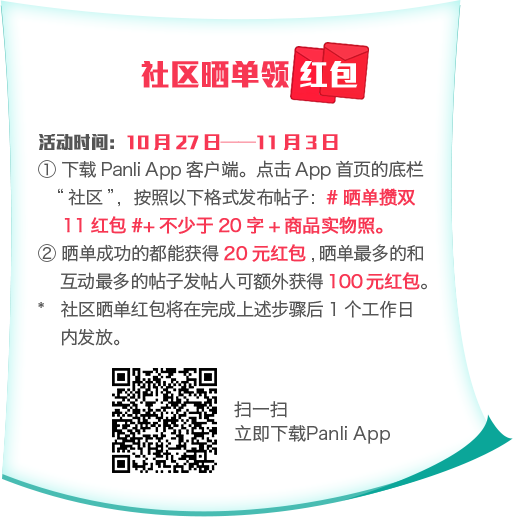 社区晒单领红包
活动时间：10月27日——11月3日
① 下载 Panli App 客户端。点击 App 首页的底栏
“社区”，按照以下格式发布帖子：# 晒单攒双
11 红包 #+ 不少于 20 字 + 商品实物照。
② 晒单成功的都能获得 20 元红包 , 晒单最多的和
互动最多的帖子发帖人可额外获得 100 元红包。
* 社区晒单红包将在完成上述步骤后 1 个工作日
内发放。
扫一扫
立即下载Panli App